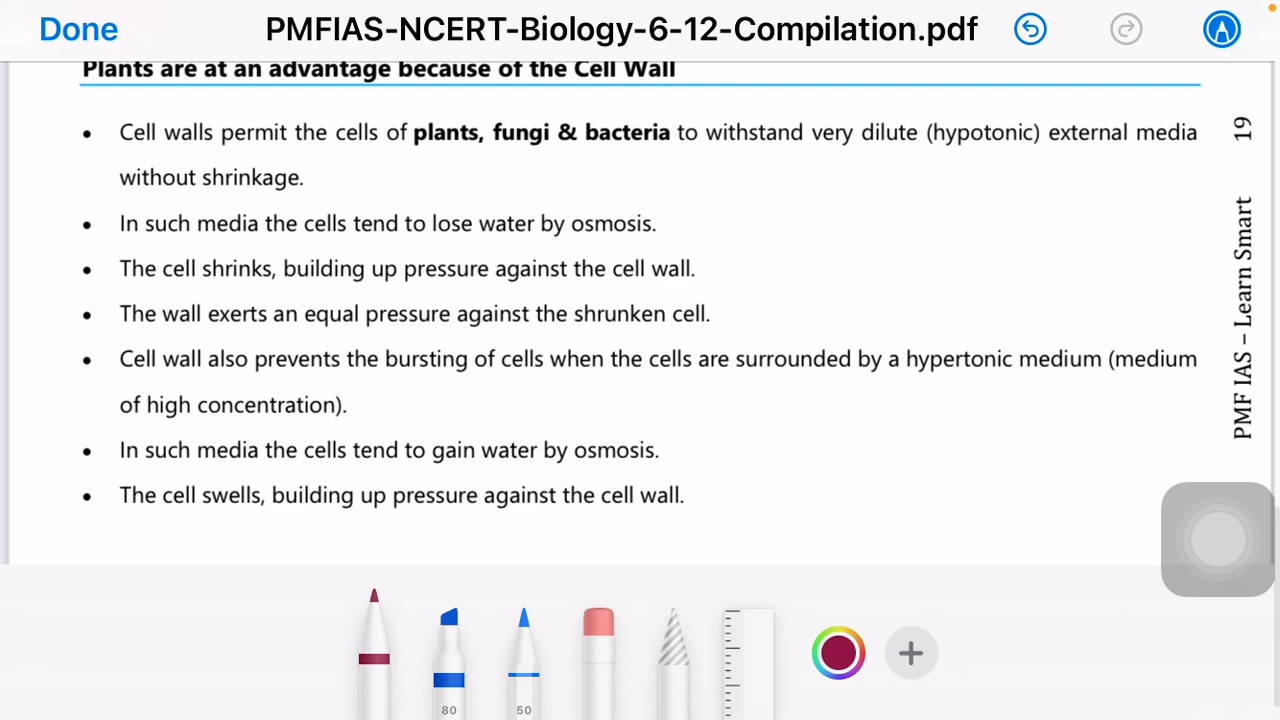 Done PMFIAS-NCERT-Biology-6-12-Compilation.pdf
Plants are at an advantage because of the Cell Wall
• Cell walls permit the cells of plants, fungi & bacteria to withstand very dilute (hypotonic) external media
without shrinkage.
• In such media the cells tend to lose water by osmosis.
• The cell shrinks, building up pressure against the cell wall.
• The wall exerts an equal pressure against the shrunken cell.
• Cell wall also prevents the bursting of cells when the cells are surrounded by a hypertonic medium (medium
of high concentration).
• In such media the cells tend to gain water by osmosis.
• The cell swells, building up pressure against the cell wall.
PMF IAS – Learn Smart 19
80 50